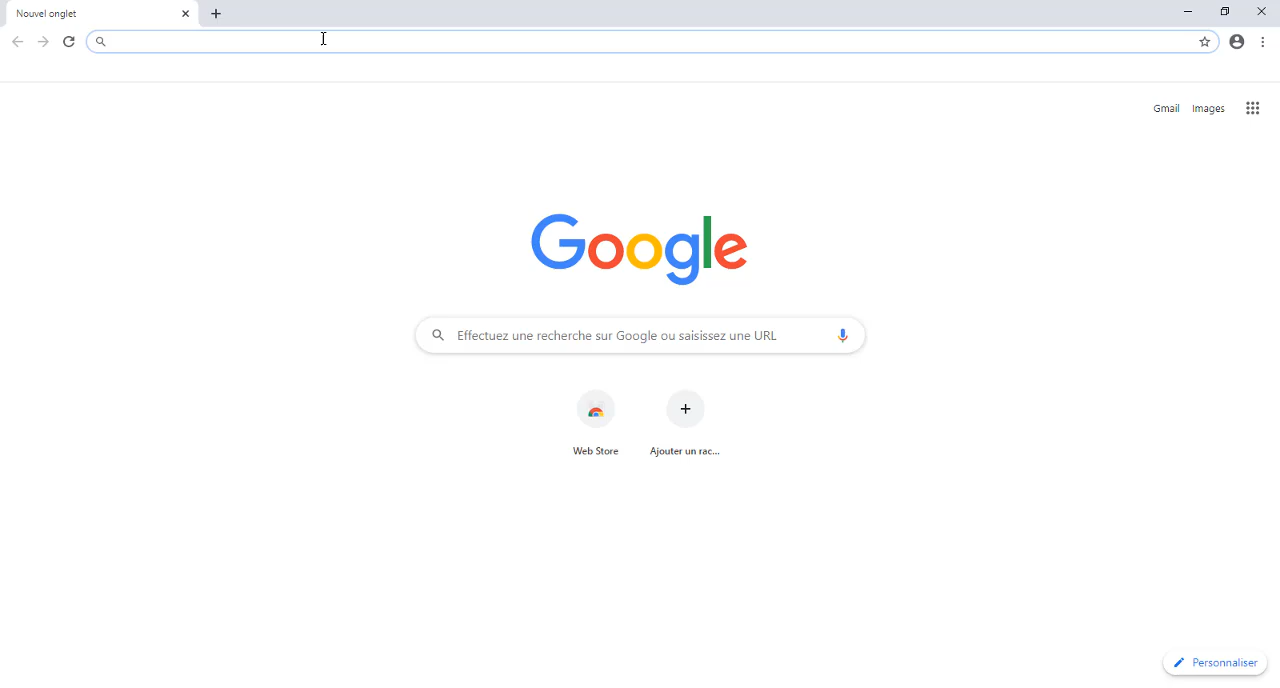 Nouvel onglet
Gmail Images
Google
Effectuez une recherche sur Google ou saisissez une URL
Web Store Ajouter un rac...
Personnaliser